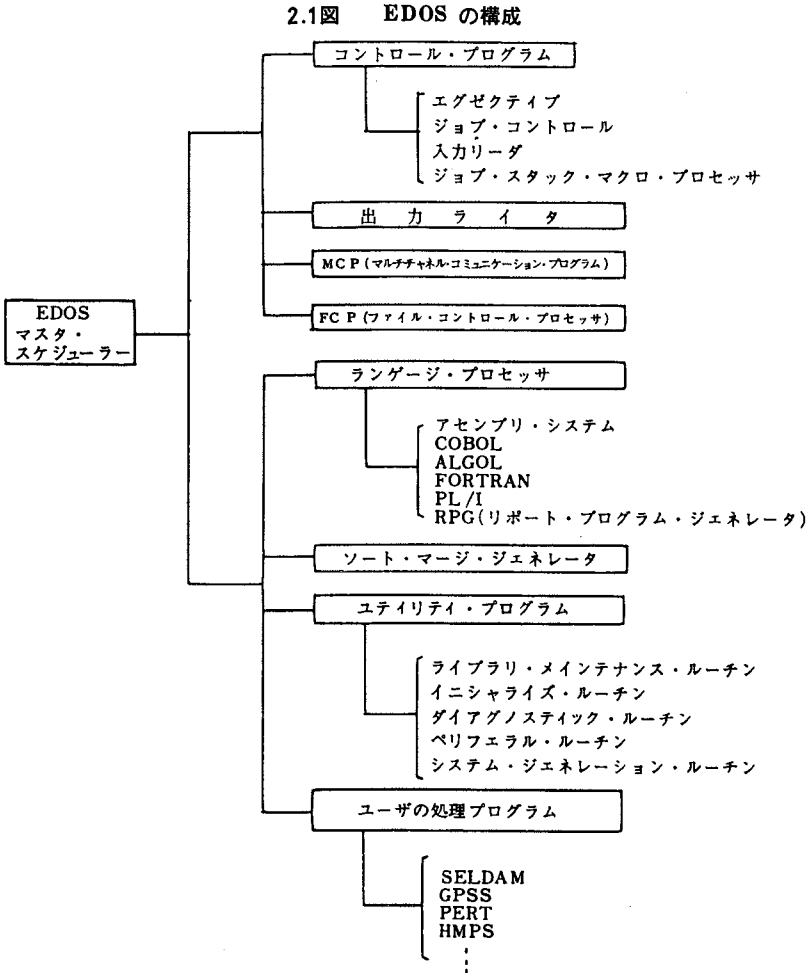 2.1図 EDOS の構成
コントロール・プログラム
エグゼクティブ
ジョブ・コントロール
入力リーダ
ジョブ・スタック・マクロ・プロセッサ
出力ライタ
MCP(マルチチャネル・コミュニケーション・プログラム)
FCP(ファイル・コントロール・プロセッサ)
EDOS
マスタ・
スケジューラー
ランゲージ・プロセッサ
アセンブリ・システム
COBOL
ALGOL
FORTRAN
PL/I
RPG(リポート・プログラム・ジエネレータ)
ソート・マージ・ジエネレータ
ユテイリテイ・プログラム
ライブラリ・メインテナンス・ルーチン
イニシャライズ・ルーチン
ダイアグノスティック・ルーチン
ペリフェラル・ルーチン
システム・ジエネレーション・ルーチン
ユーザの処理プログラム
SELDAM
GPSS
PERT
HMPS